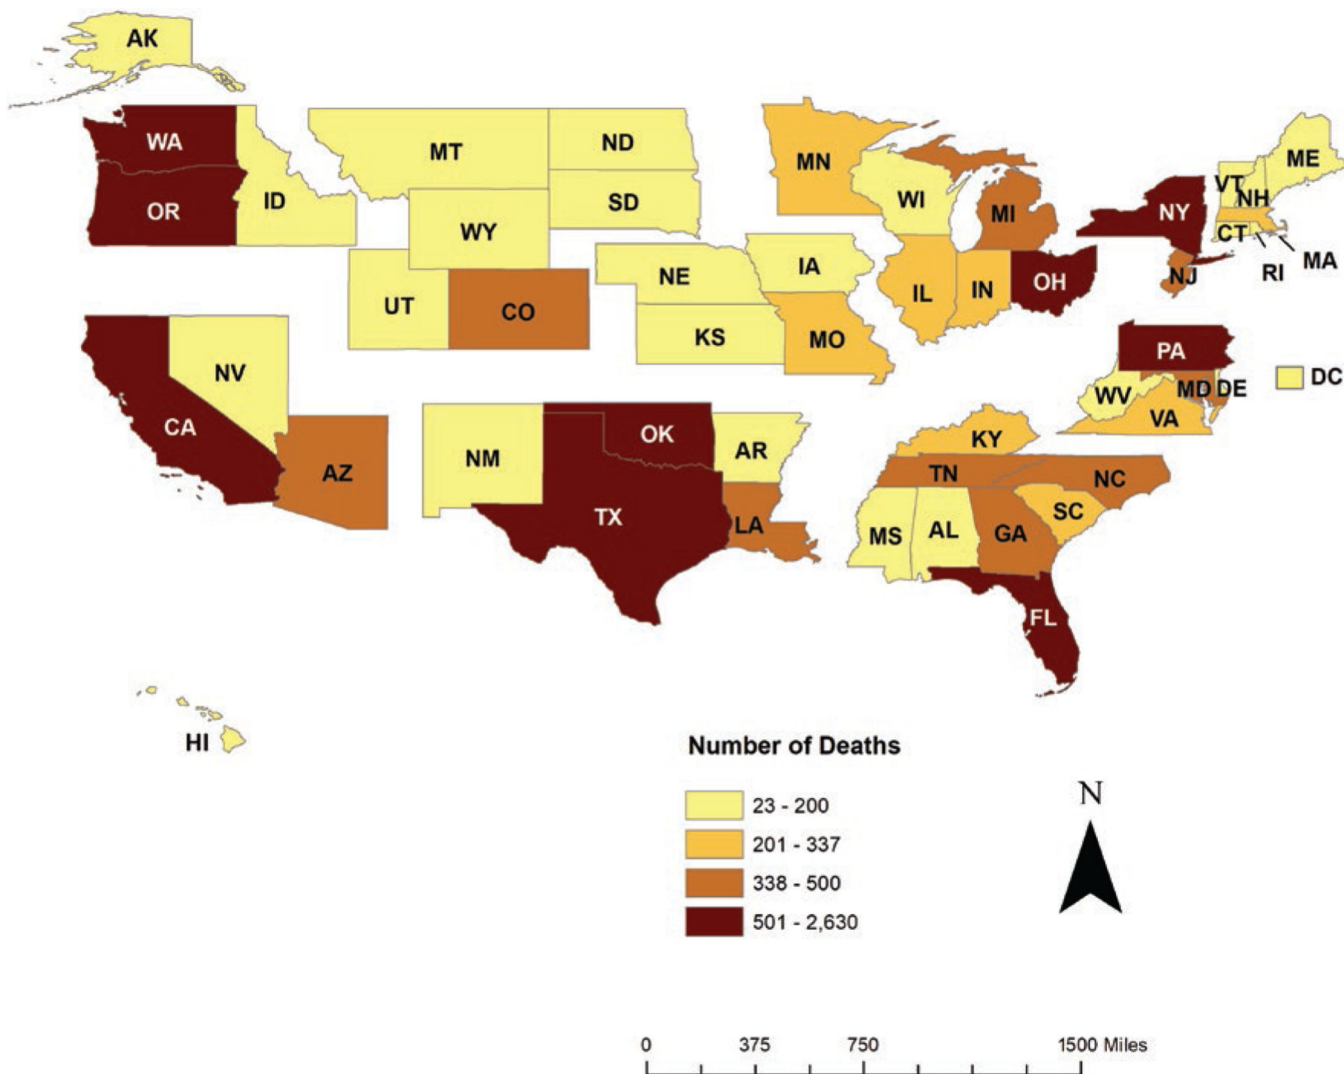 AK
WA
MT
ND
MN
ME
OR
ID
SD
WI
MI
NY
VT
NH
WY
CT
MA
RI
NE
IA
NJ
UT
CO
IL
IN
OH
KS
MO
PA
NV
DC
WV
MD
DE
CA
OK
AR
KY
VA
NM
AZ
TN
NC
TX
LA
MS
AL
GA
SC
FL
HI
Number of Deaths
23 - 200
201 - 337
338 - 500
501 - 2,630
N
0 375 750 1500 Miles